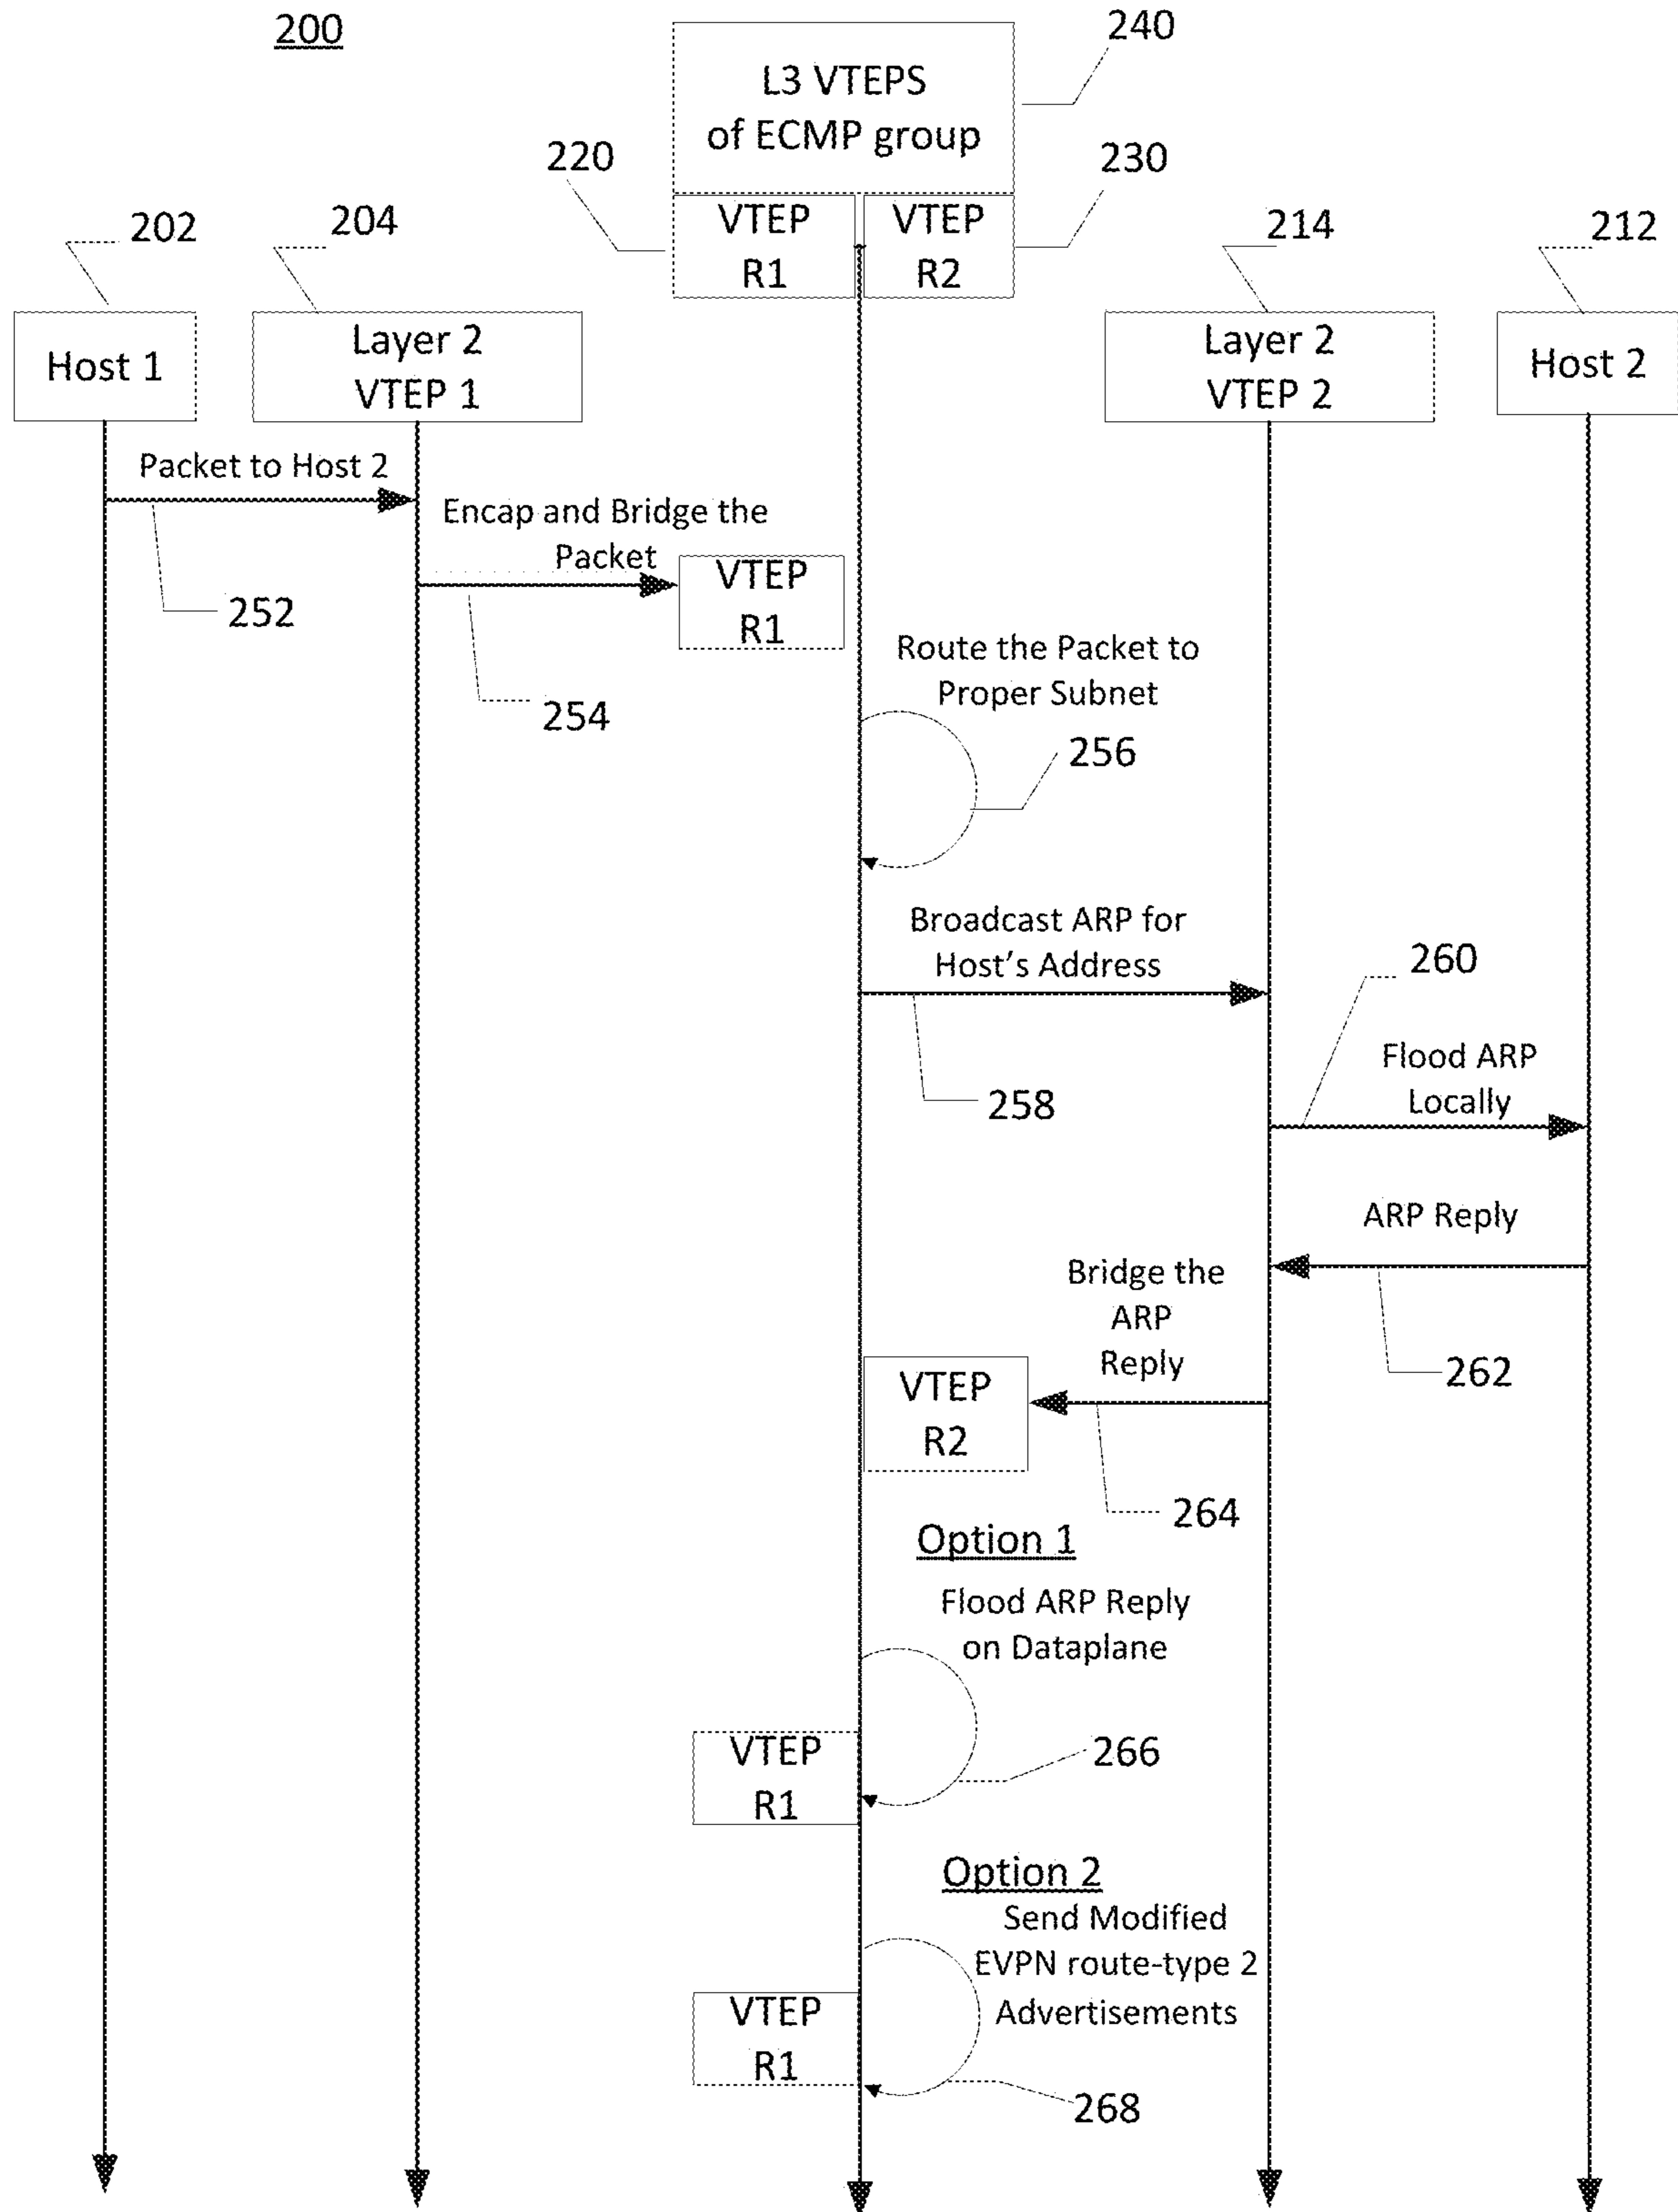 200
240
L3 VTEPS
of ECMP group
220
230
VTEP
R1
VTEP
R2
202
204
214
212
Host 1
Layer 2
VTEP 1
Layer 2
VTEP 2
Host 2
Packet to Host 2
Encap and Bridge the
Packet
VTEP
R1
252
254
Route the Packet to
Proper Subnet
256
Broadcast ARP for
Host's Address
260
258
Flood ARP
Locally
ARP Reply
Bridge the
ARP
Reply
262
VTEP
R2
264
Option 1
Flood ARP Reply
on Dataplane
VTEP
R1
266
Option 2
Send Modified
EVPN route-type 2
Advertisements
VTEP
R1
268